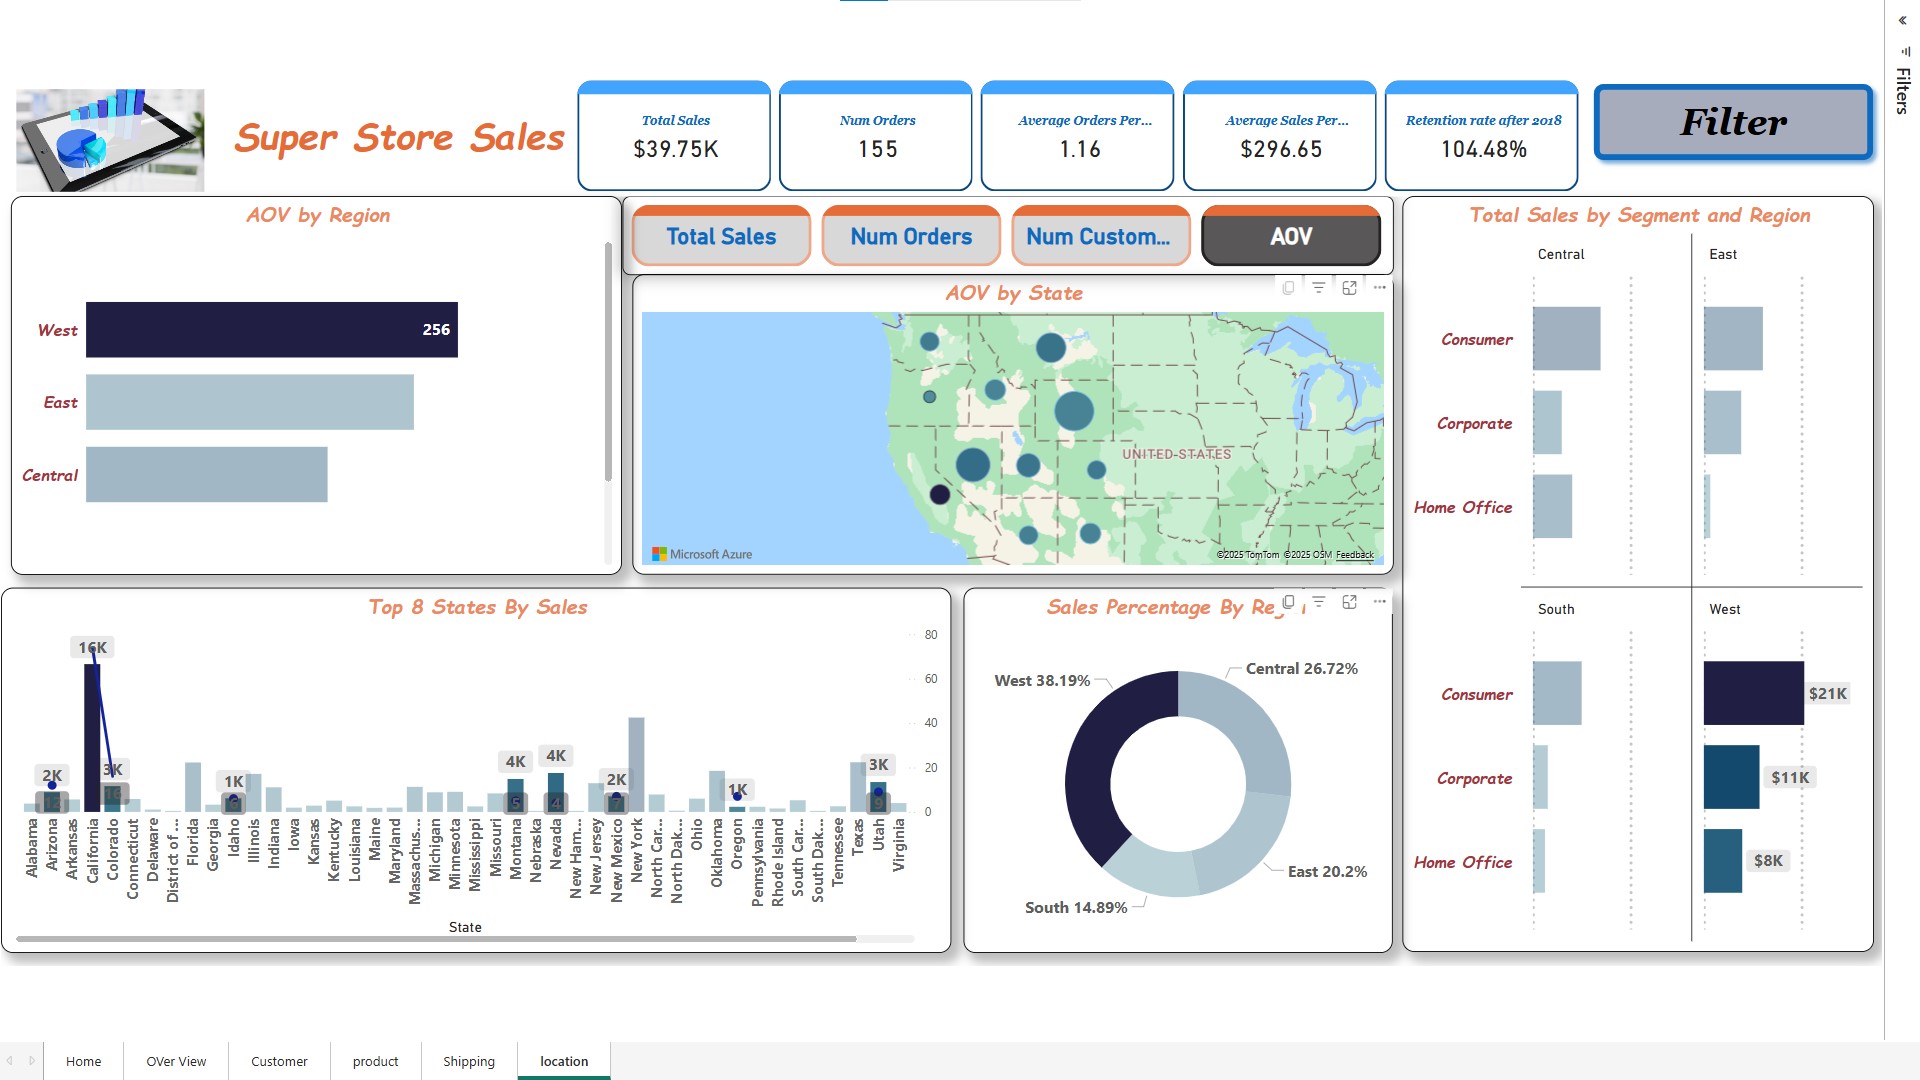 Filters
Super Store Sales
Total Sales
$39.75K
Num Orders
155
Average Orders Per...
1.16
Average Sales Per...
$296.65
Retention rate after 2018
104.48%
Filter
AOV by Region
West
256
East
Central
Total Sales
Num Orders
Num Custom...
AOV
AOV by State
UNITED STATES
Microsoft Azure
©2025 TomTom ©2025 OSM Feedback
Total Sales by Segment and Region
Central
East
Consumer
Corporate
Home Office
South
West
Consumer
$21K
Corporate
$11K
Home Office
$8K
Top 8 States By Sales
80
60
40
20
0
2K
16K
3K
1K
4K
4K
2K
1K
3K
Alabama
Arizona
Arkansas
California
Colorado
Connecticut
Delaware
District of ...
Florida
Georgia
Idaho
Illinois
Indiana
Iowa
Kansas
Kentucky
Louisiana
Maine
Maryland
Massachus...
Michigan
Minnesota
Mississippi
Missouri
Montana
Nebraska
Nevada
New Ham...
New Jersey
New Mexico
New York
North Car...
North Dak...
Ohio
Oklahoma
Oregon
Pennsylvania
Rhode Island
South Car...
South Dak...
Tennessee
Texas
Utah
Virginia
State
Sales Percentage By
West 38.19%
Central 26.72%
East 20.2%
South 14.89%
Home
OVer View
Customer
product
Shipping
location